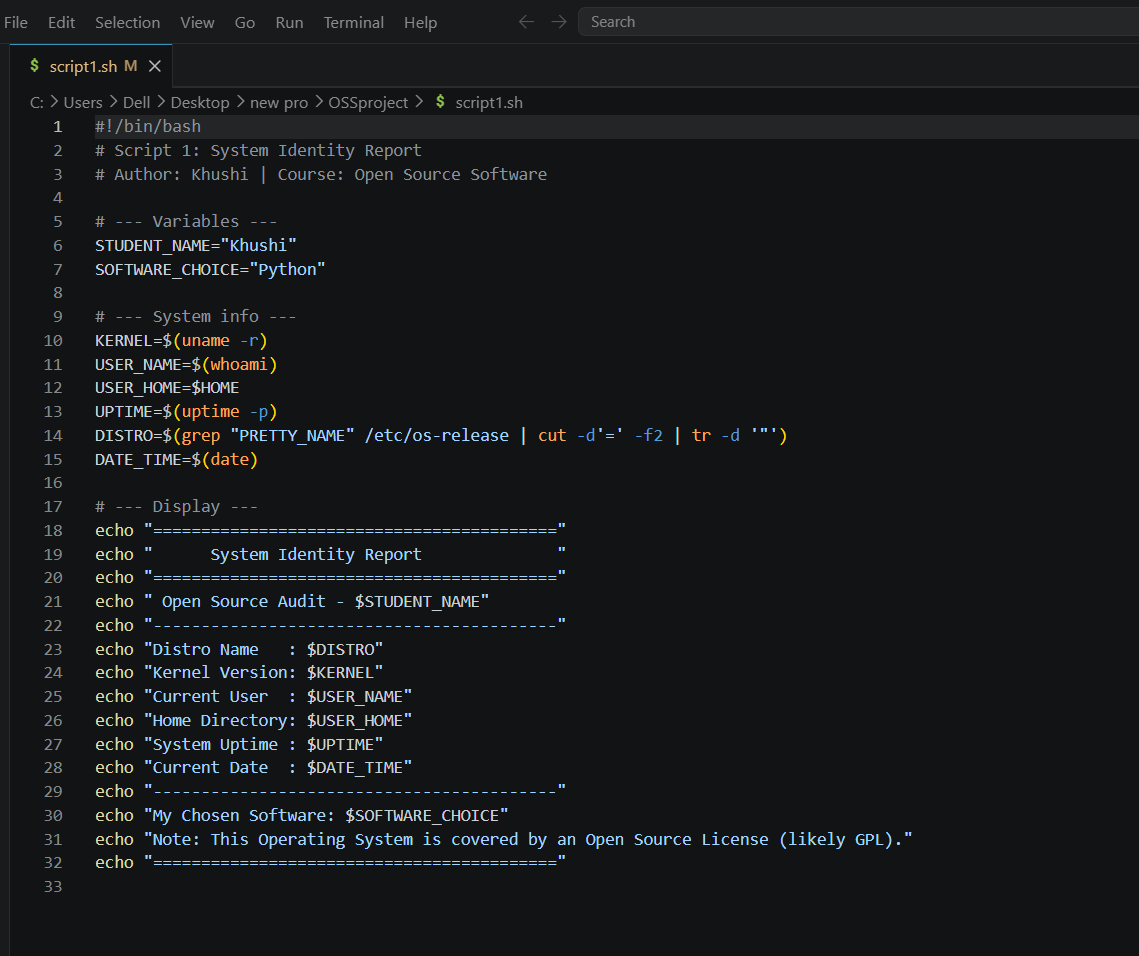 File Edit Selection View Go Run Terminal Help ← → Search
$ script1.sh M ×
C: > Users > Dell > Desktop > new pro > OSSproject > $ script1.sh
1 #!/bin/bash
2 # Script 1: System Identity Report
3 # Author: Khushi | Course: Open Source Software
4
5 # --- Variables ---
6 STUDENT_NAME="Khushi"
7 SOFTWARE_CHOICE="Python"
8
9 # --- System info ---
10 KERNEL=$(uname -r)
11 USER_NAME=$(whoami)
12 USER_HOME=$HOME
13 UPTIME=$(uptime -p)
14 DISTRO=$(grep "PRETTY_NAME" /etc/os-release | cut -d'=' -f2 | tr -d '"')
15 DATE_TIME=$(date)
16
17 # --- Display ---
18 echo "=========================================="
19 echo "      System Identity Report              "
20 echo "=========================================="
21 echo " Open Source Audit - $STUDENT_NAME"
22 echo "------------------------------------------"
23 echo "Distro Name   : $DISTRO"
24 echo "Kernel Version: $KERNEL"
25 echo "Current User  : $USER_NAME"
26 echo "Home Directory: $USER_HOME"
27 echo "System Uptime : $UPTIME"
28 echo "Current Date  : $DATE_TIME"
29 echo "------------------------------------------"
30 echo "My Chosen Software: $SOFTWARE_CHOICE"
31 echo "Note: This Operating System is covered by an Open Source License (likely GPL)."
32 echo "=========================================="
33